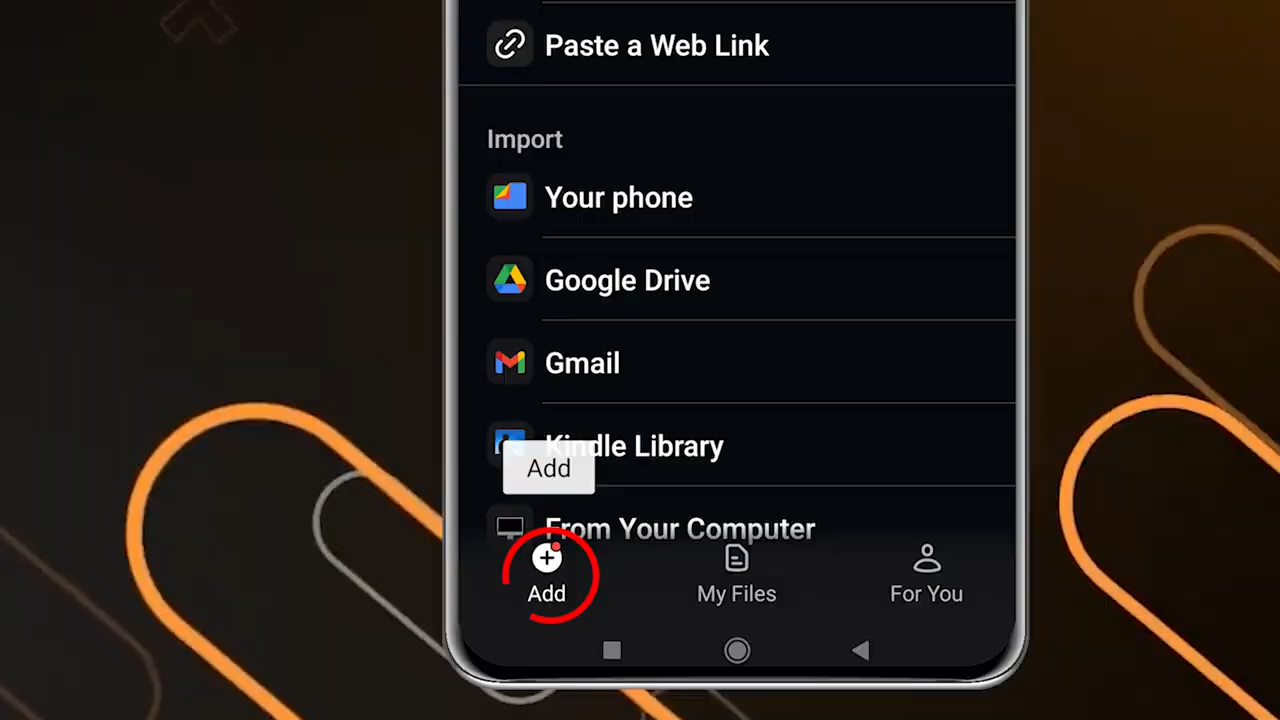 Paste a Web Link
Import
Your phone
Google Drive
Gmail
Kindle Library
Add
From Your Computer
Add
My Files
For You